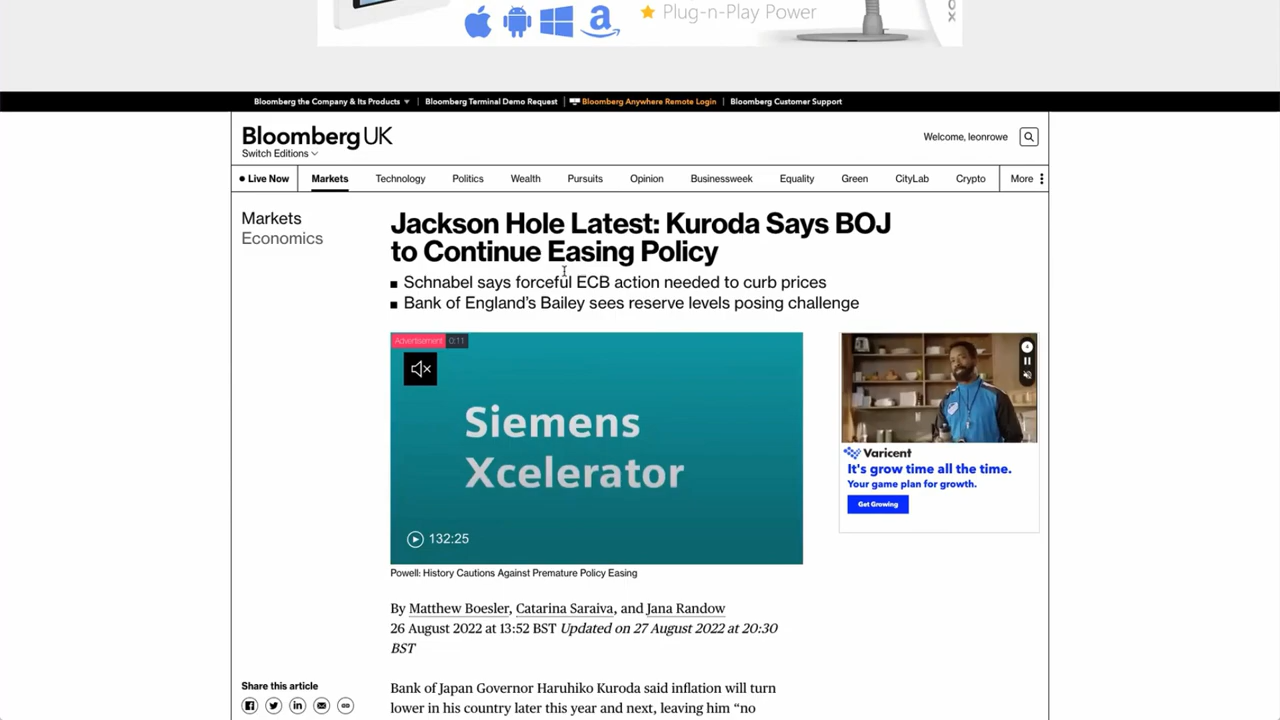 Plug-n-Play Power
Bloomberg the Company & Its Products
Bloomberg Terminal Demo Request
Bloomberg Anywhere Remote Login
Bloomberg Customer Support
Bloomberg UK
Switch Editions
Welcome, leonrowe
Live Now
Markets
Technology
Politics
Wealth
Pursuits
Opinion
Businessweek
Equality
Green
CityLab
Crypto
More
Markets
Economics
Jackson Hole Latest: Kuroda Says BOJ
to Continue Easing Policy
Schnabel says forceful ECB action needed to curb prices
Bank of England's Bailey sees reserve levels posing challenge
Advertisement 0:11
Siemens
Xcelerator
132:25
Powell: History Cautions Against Premature Policy Easing
4
Varicent
It's grow time all the time.
Your game plan for growth.
Get Growing
By Matthew Boesler, Catarina Saraiva, and Jana Randow
26 August 2022 at 13:52 BST Updated on 27 August 2022 at 20:30
BST
Share this article
Bank of Japan Governor Haruhiko Kuroda said inflation will turn
lower in his country later this year and next, leaving him “no